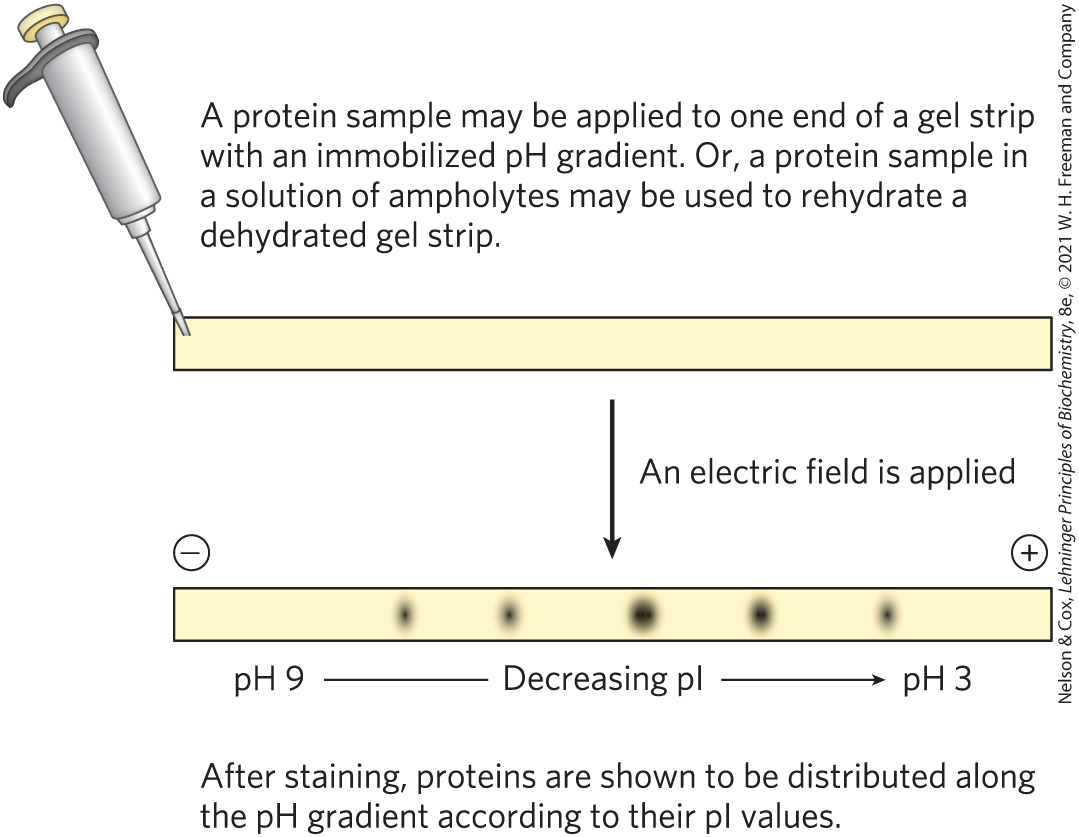 A protein sample may be applied to one end of a gel strip
with an immobilized pH gradient. Or, a protein sample in
a solution of ampholytes may be used to rehydrate a
dehydrated gel strip.
An electric field is applied
− +
pH 9 Decreasing pI pH 3
After staining, proteins are shown to be distributed along
the pH gradient according to their pI values.
Nelson & Cox, Lehninger Principles of Biochemistry, 8e, © 2021 W. H. Freeman and Company